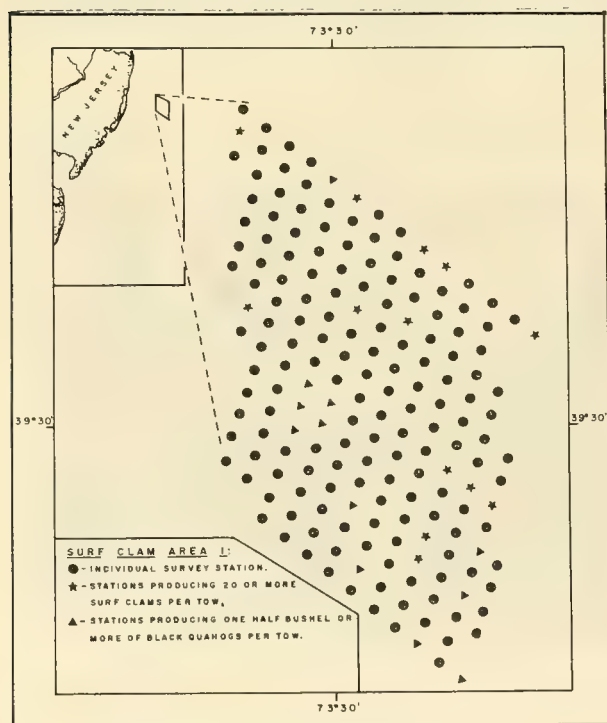 73°30'
NEW JERSEY
39°30'
39°30'
SURF CLAM AREA I:
- INDIVIDUAL SURVEY STATION.
- STATIONS PRODUCING 20 OR MORE
SURF CLAMS PER TOW.
- STATIONS PRODUCING ONE HALF BUSHEL OR
MORE OF BLACK QUAHOGS PER TOW.
73°30'